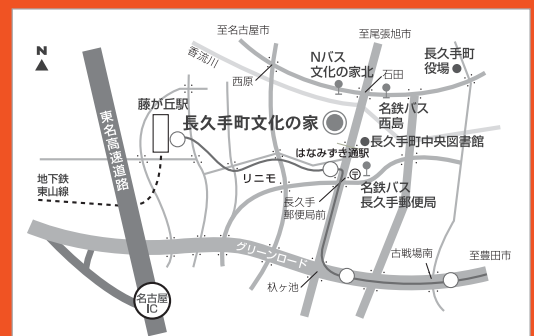 至名古屋市
至尾張旭市
N
香流川
Nバス
文化の家北
長久手町
役場
西原
石田
藤が丘駅
名鉄バス
西島
長久手町文化の家
東名高速道路
長久手町中央図書館
はなみずき通駅
地下鉄
東山線
リニモ
名鉄バス
長久手郵便局
長久手
郵便局前
グリーンロード
古戦場南
至豊田市
杁ヶ池
名古屋
IC